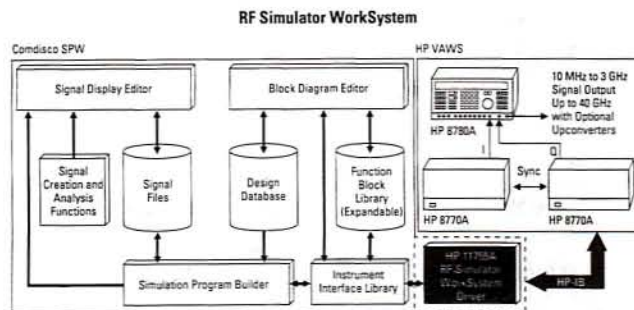 RF Simulator WorkSystem
Comdisco SPW
HP VAWS
Signal Display Editor
Block Diagram Editor
HP 8780A
10 MHz to 3 GHz
Signal Output
Up to 40 GHz
with Optional
Upconverters
I
Q
Signal
Creation and
Analysis
Functions
Signal
Files
Design
Database
Function
Block
Library
(Expandable)
Sync
HP 8770A
HP 8770A
Simulation Program Builder
Instrument
Interface Library
HP 11755A
RF-Simulator
WorkSystem
Driver
HP-IB